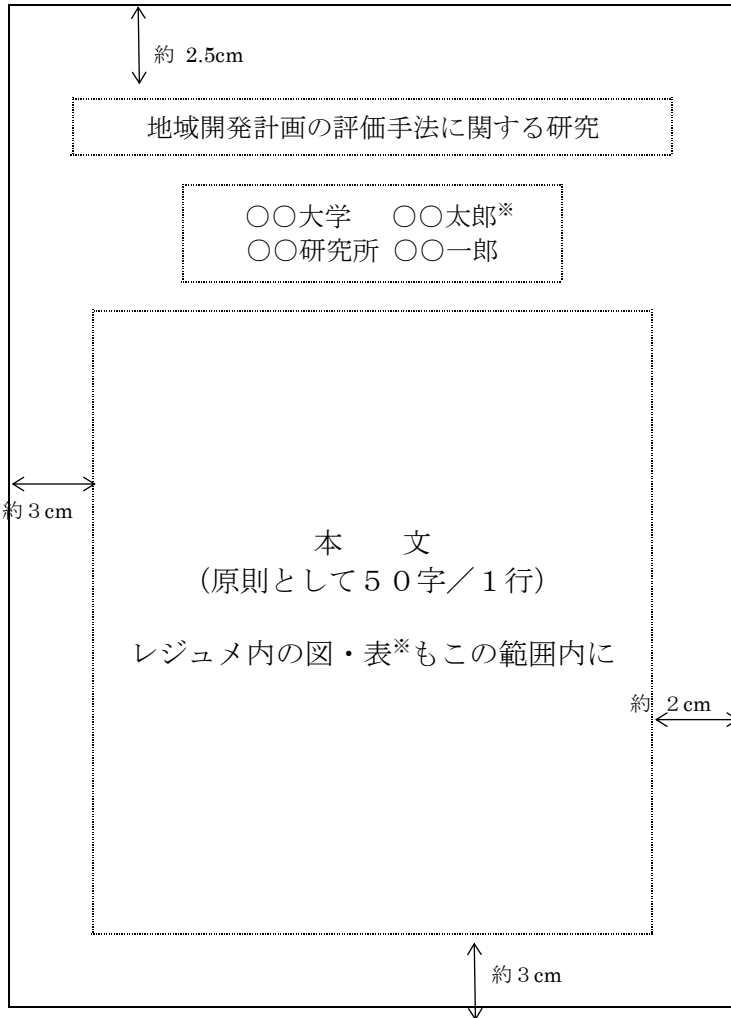 約 2.5cm
地域開発計画の評価手法に関する研究
○○大学 ○○太郎※
○○研究所 ○○一郎
約３cm
本 文
(原則として５０字／１行)
レジュメ内の図・表※もこの範囲内に
約 ２cm
約３cm